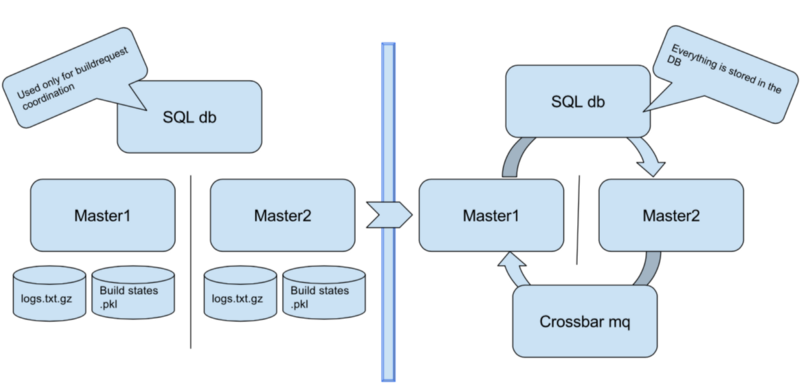 Used only for buildrequest
coordination
SQL db
Master1
Master2
logs.txt.gz
Build states
.pkl
logs.txt.gz
Build states
.pkl
Everything is stored in the
DB
SQL db
Master1
Master2
Crossbar mq